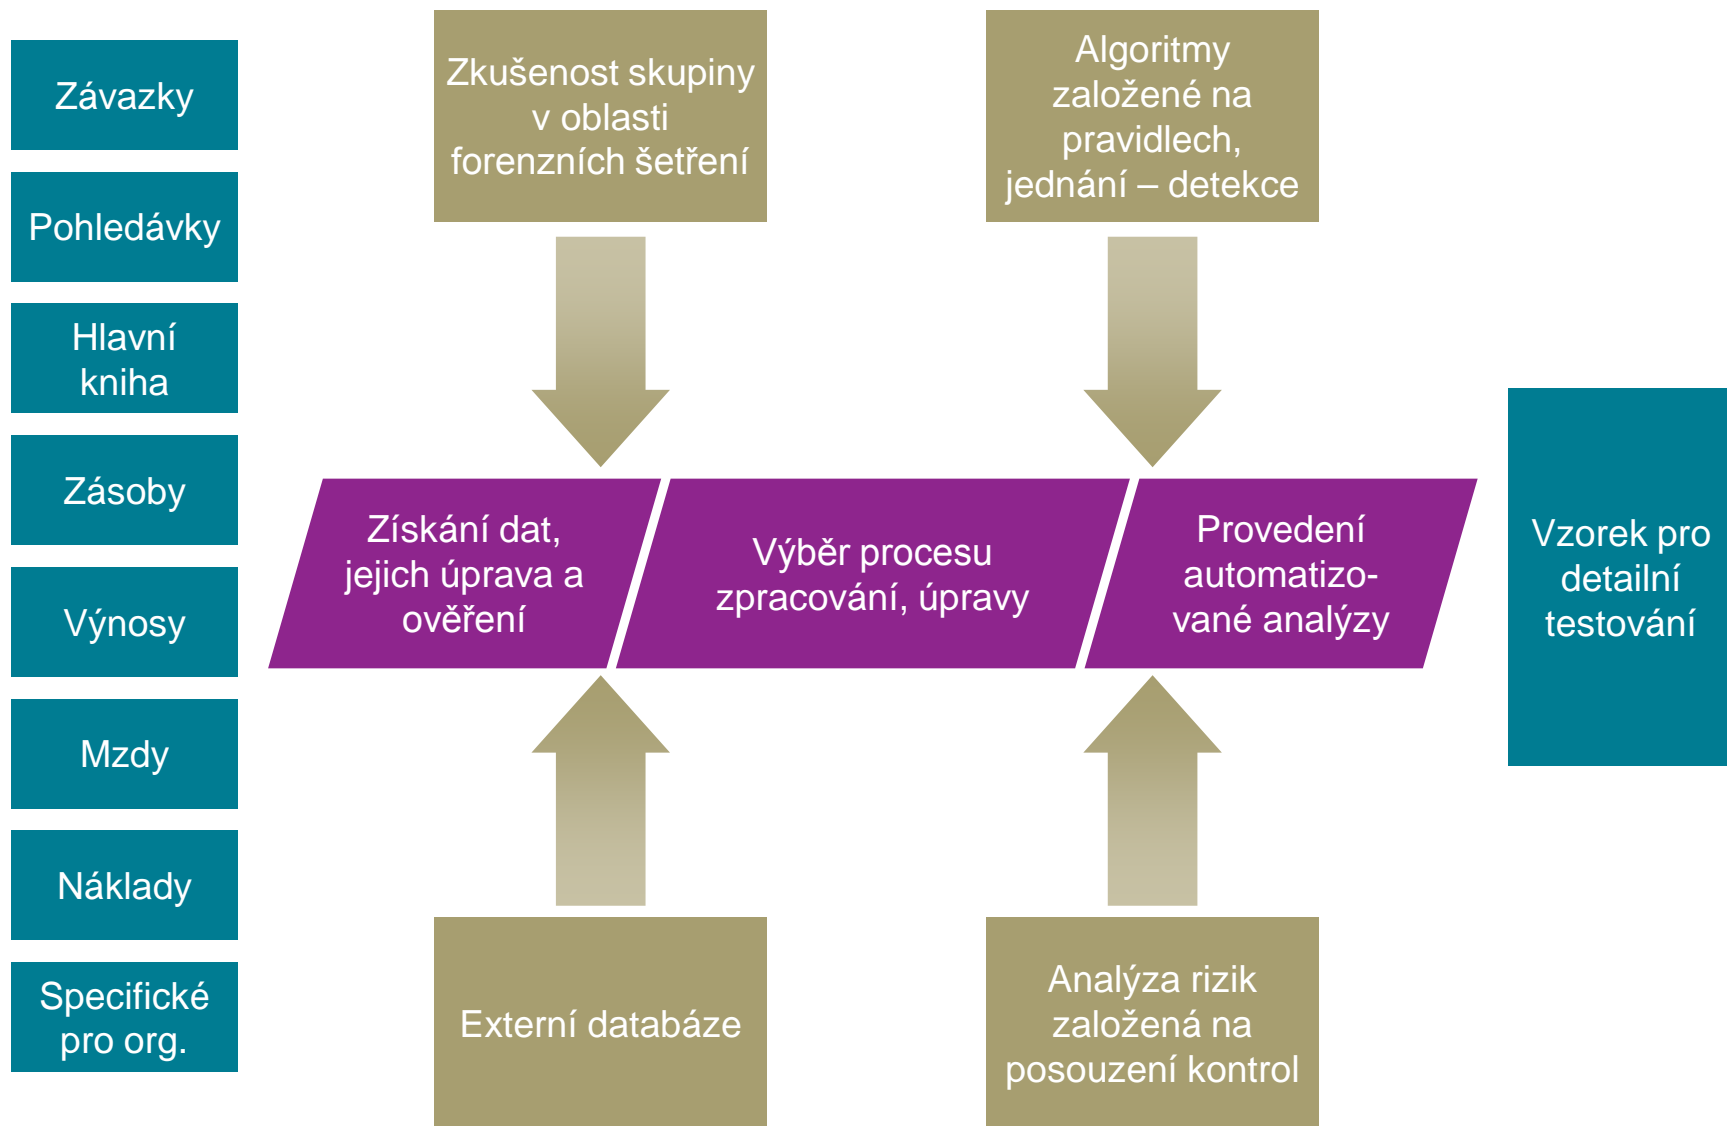 Závazky
Pohledávky
Hlavní
kniha
Zásoby
Výnosy
Mzdy
Náklady
Specifické
pro org.
Zkušenost skupiny
v oblasti
forenzních šetření
Algoritmy
založené na
pravidlech,
jednání – detekce
Získání dat,
jejich úprava a
ověření
Výběr procesu
zpracování, úpravy
Provedení
automatizo-
vané analýzy
Externí databáze
Analýza rizik
založená na
posouzení kontrol
Vzorek pro
detailní
testování